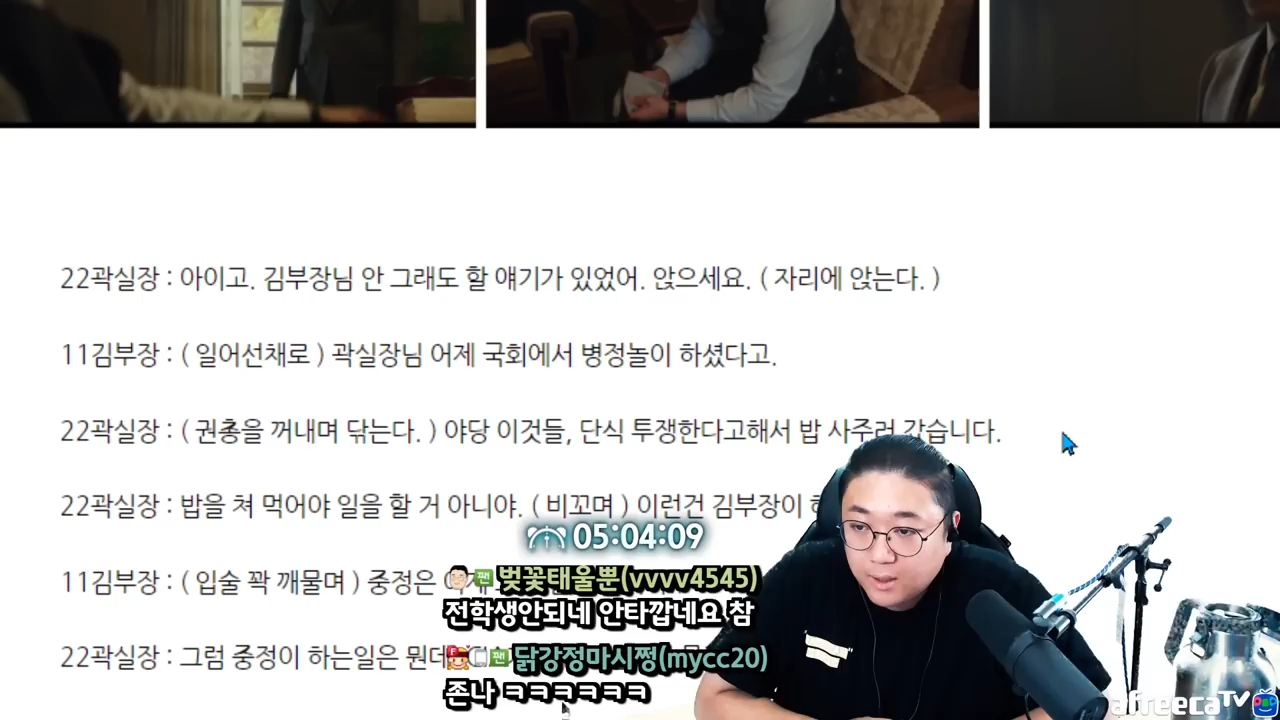 22곽실장 : 아이고. 김부장님 안 그래도 할 얘기가 있었어. 앉으세요. ( 자리에 앉는다. )
11김부장 : ( 일어선채로 ) 곽실장님 어제 국회에서 병정놀이 하셨다고.
22곽실장 : ( 권총을 꺼내며 닦는다. ) 야당 이것들, 단식 투쟁한다고해서 밥 사주러 갔습니다.
22곽실장 : 밥을 쳐 먹어야 일을 할 거 아니야. ( 비꼬며 ) 이런건 김부장이
05:04:09
11김부장 : ( 입술 꽉 깨물며 ) 중정은
벚꽃태울뿐(vvvv4545)
전학생안되네 안타깝네요 참
22곽실장 : 그럼 중정이 하는일은 뭔데
닭강정마시쩡(mycc20)
존나 ㅋㅋㅋㅋㅋㅋ
afreecaTV